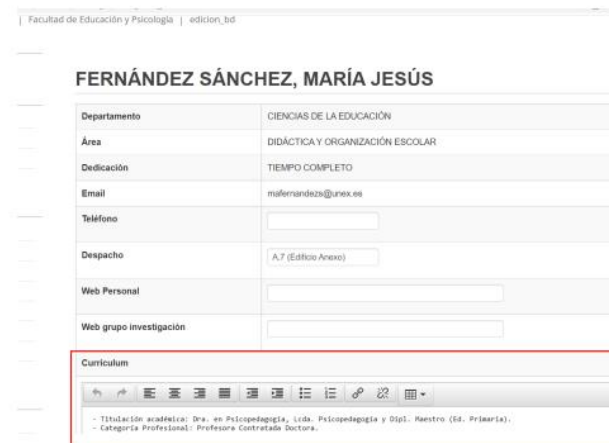 | Facultad de Educación y Psicología | edicion_bd
FERNÁNDEZ SÁNCHEZ, MARÍA JESÚS
Departamento CIENCIAS DE LA EDUCACIÓN
Área DIDÁCTICA Y ORGANIZACIÓN ESCOLAR
Dedicación TIEMPO COMPLETO
Email mafernandezs@unex.es
Teléfono
Despacho A.7 (Edificio Anexo)
Web Personal
Web grupo investigación
Curriculum
- Titulación académica: Dra. en Psicopedagogía, Lcda. Psicopedagogía y Dipl. Maestro (Ed. Primaria).
- Categoría Profesional: Profesora Contratada Doctora.